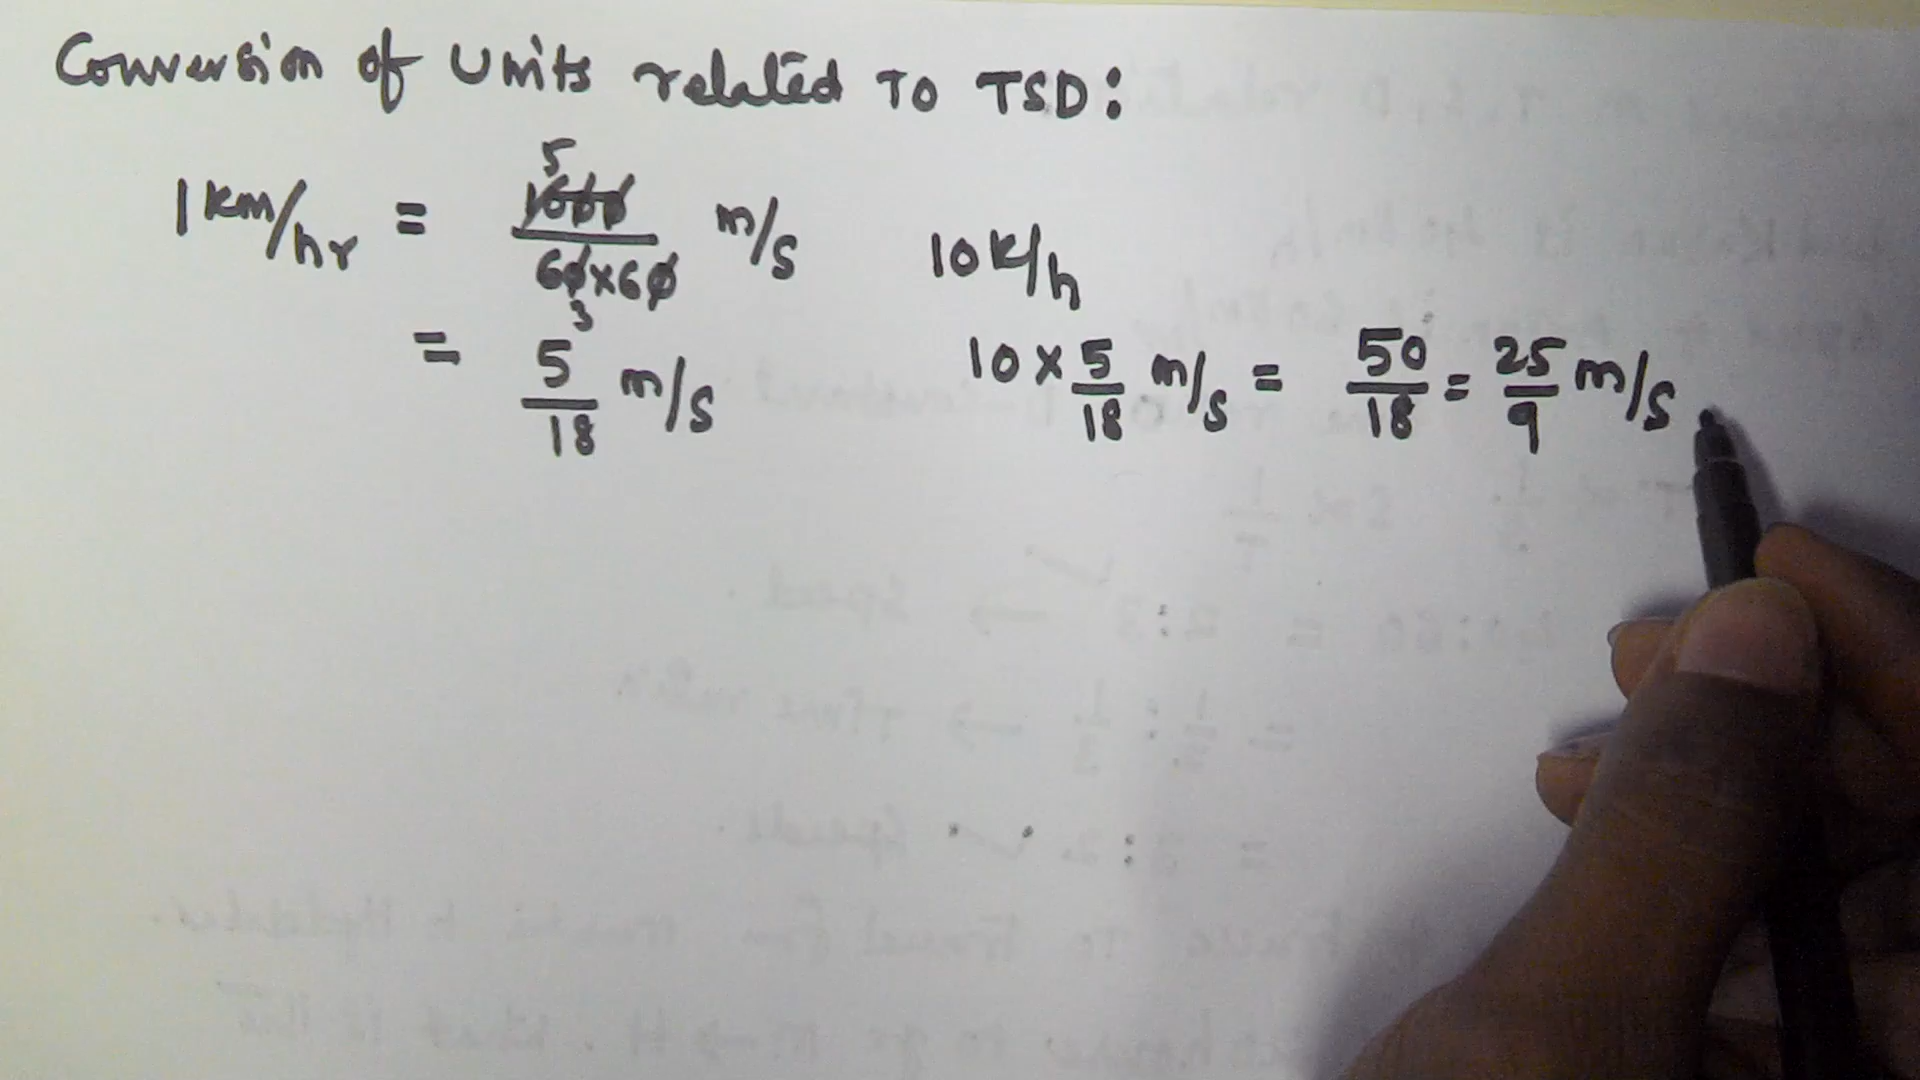 Conversion of Units related To TSD:
1 km/hr = 1000/60×60 m/s
5
3
10 K/h
= 5/18 m/s
10 × 5/18 m/s = 50/18 = 25/9 m/s